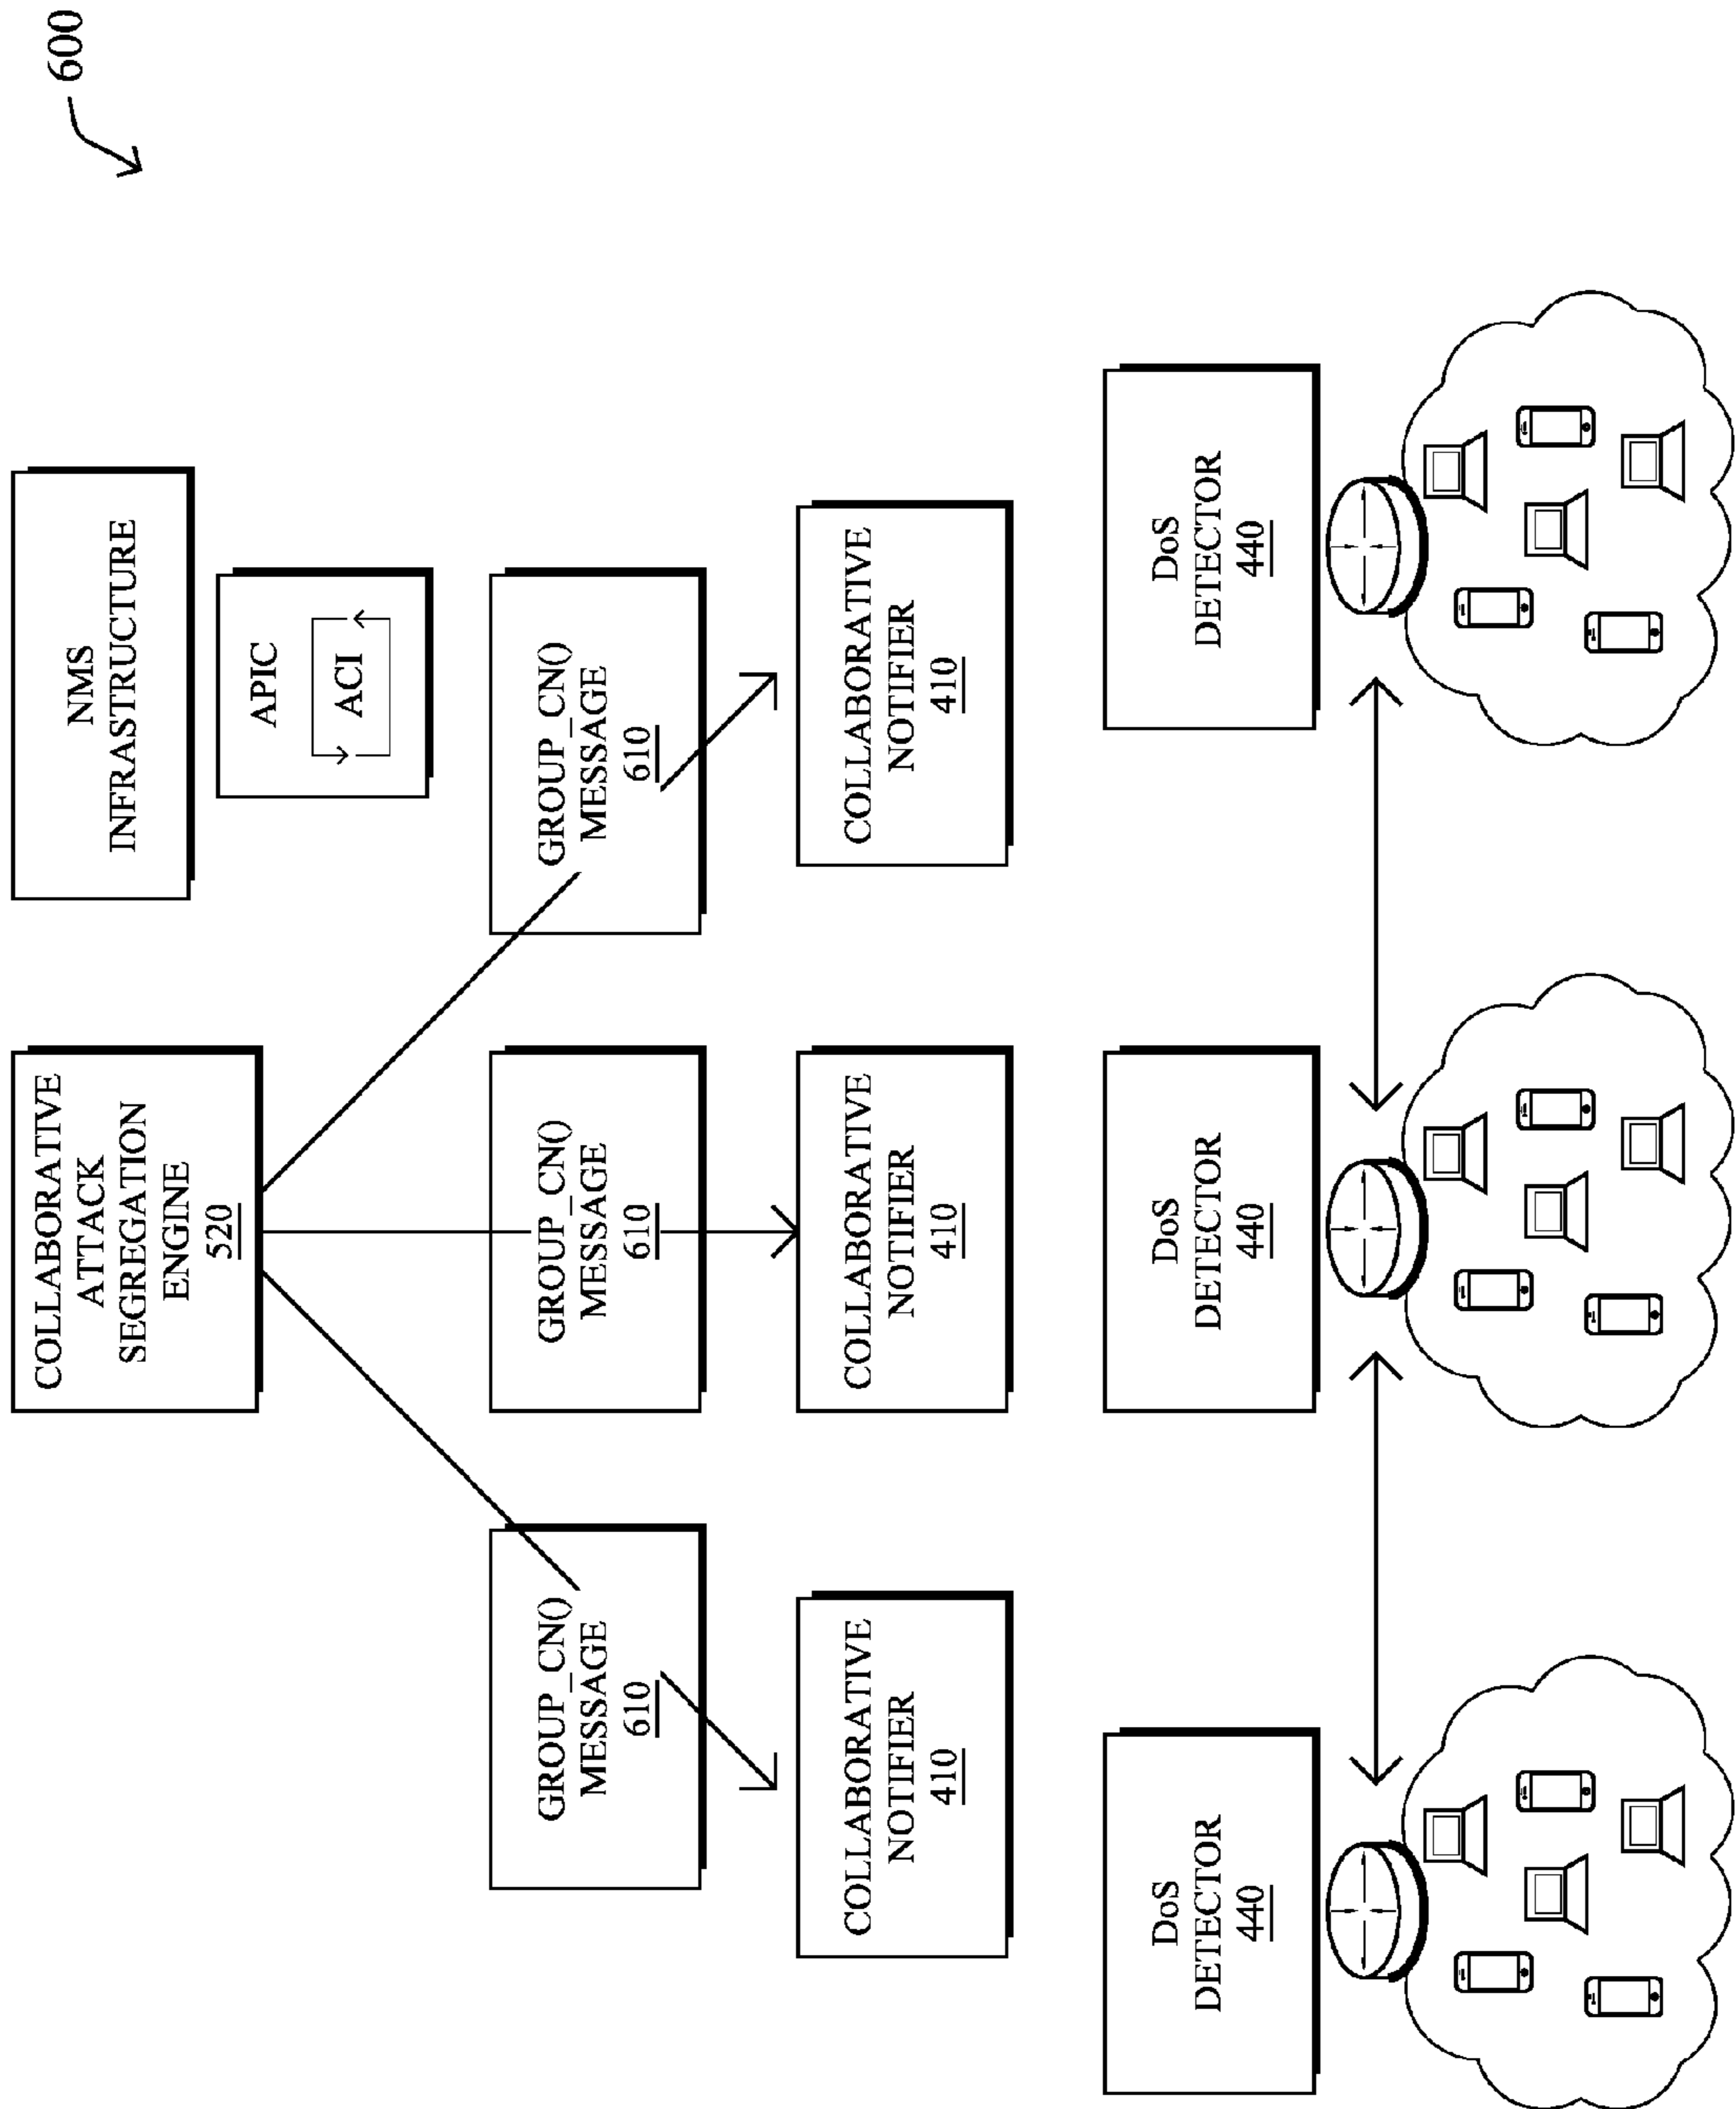 600
COLLABORATIVE
ATTACK
SEGREGATION
ENGINE
520
NMS
INFRASTRUCTURE
APIC
ACI
GROUP_CN()
MESSAGE
610
GROUP_CN()
MESSAGE
610
GROUP_CN()
MESSAGE
610
COLLABORATIVE
NOTIFIER
410
COLLABORATIVE
NOTIFIER
410
COLLABORATIVE
NOTIFIER
410
DoS
DETECTOR
440
DoS
DETECTOR
440
DoS
DETECTOR
440